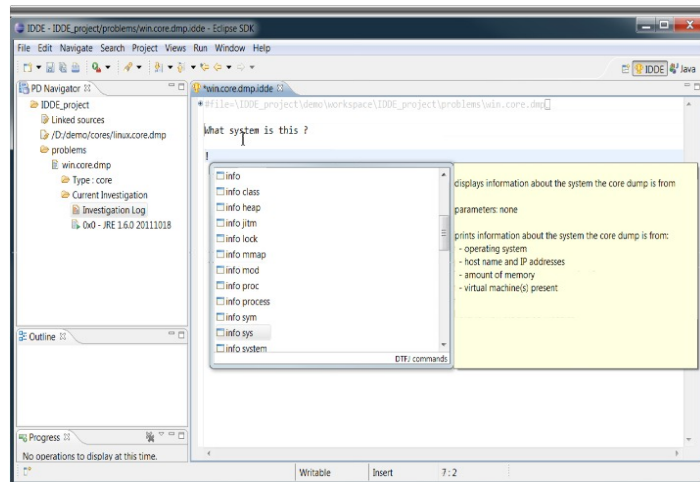 IDDE - IDDE_project/problems/win.core.dmp.idde - Eclipse SDK
File Edit Navigate Search Project Views Run Window Help
IDDE Java
PD Navigator
IDDE_project
Linked sources
/D:/demo/cores/linux.core.dmp
problems
win.core.dmp
Type : core
Current Investigation
Investigation Log
0x0 - JRE 1.6.0 20111018
Outline
Progress
No operations to display at this time.
*win.core.dmp.idde
#file=\IDDE_project\demo\workspace\IDDE_project\problems\win.core.dmp
What system is this ?
!
info
info class
info heap
info jitm
info lock
info mmap
info mod
info proc
info process
info sym
info sys
info system
DTFJ commands
displays information about the system the core dump is from
parameters: none
prints information about the system the core dump is from:
- operating system
- host name and IP addresses
- amount of memory
- virtual machine(s) present
Writable Insert 7 : 2